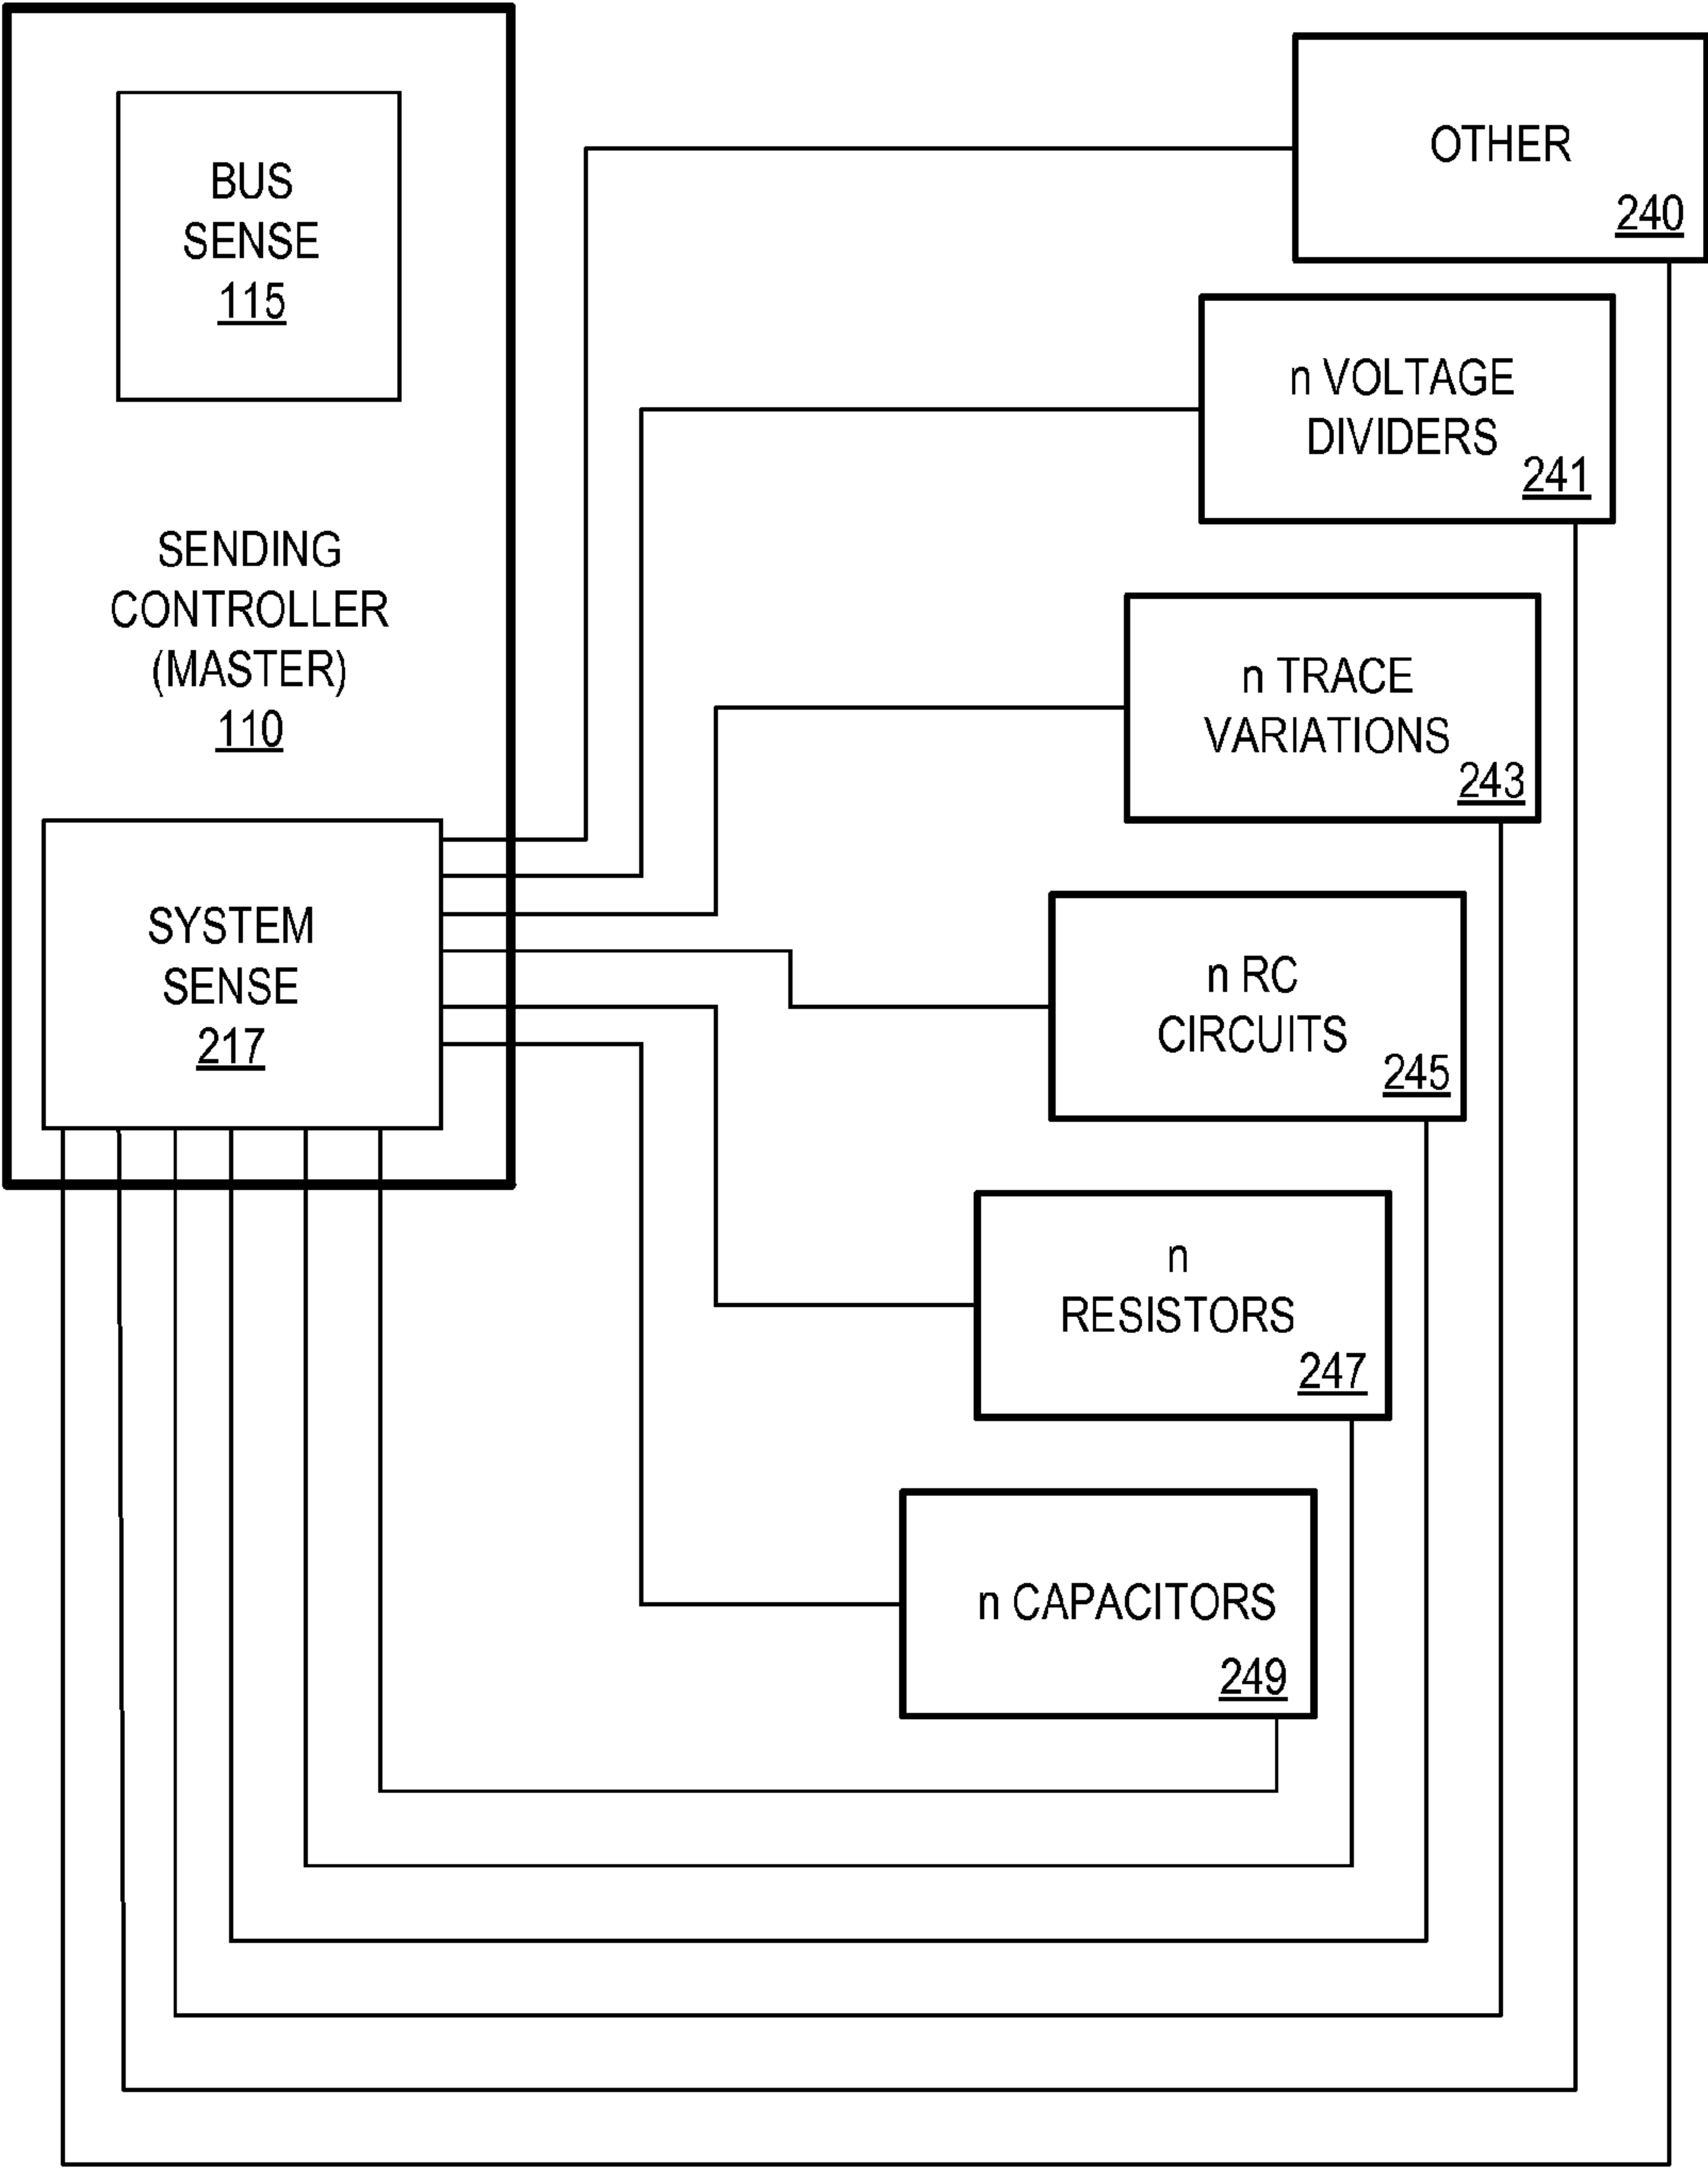 BUS
SENSE
115
SENDING
CONTROLLER
(MASTER)
110
SYSTEM
SENSE
217
OTHER
240
n VOLTAGE
DIVIDERS
241
n TRACE
VARIATIONS
243
n RC
CIRCUITS
245
n
RESISTORS
247
n CAPACITORS
249